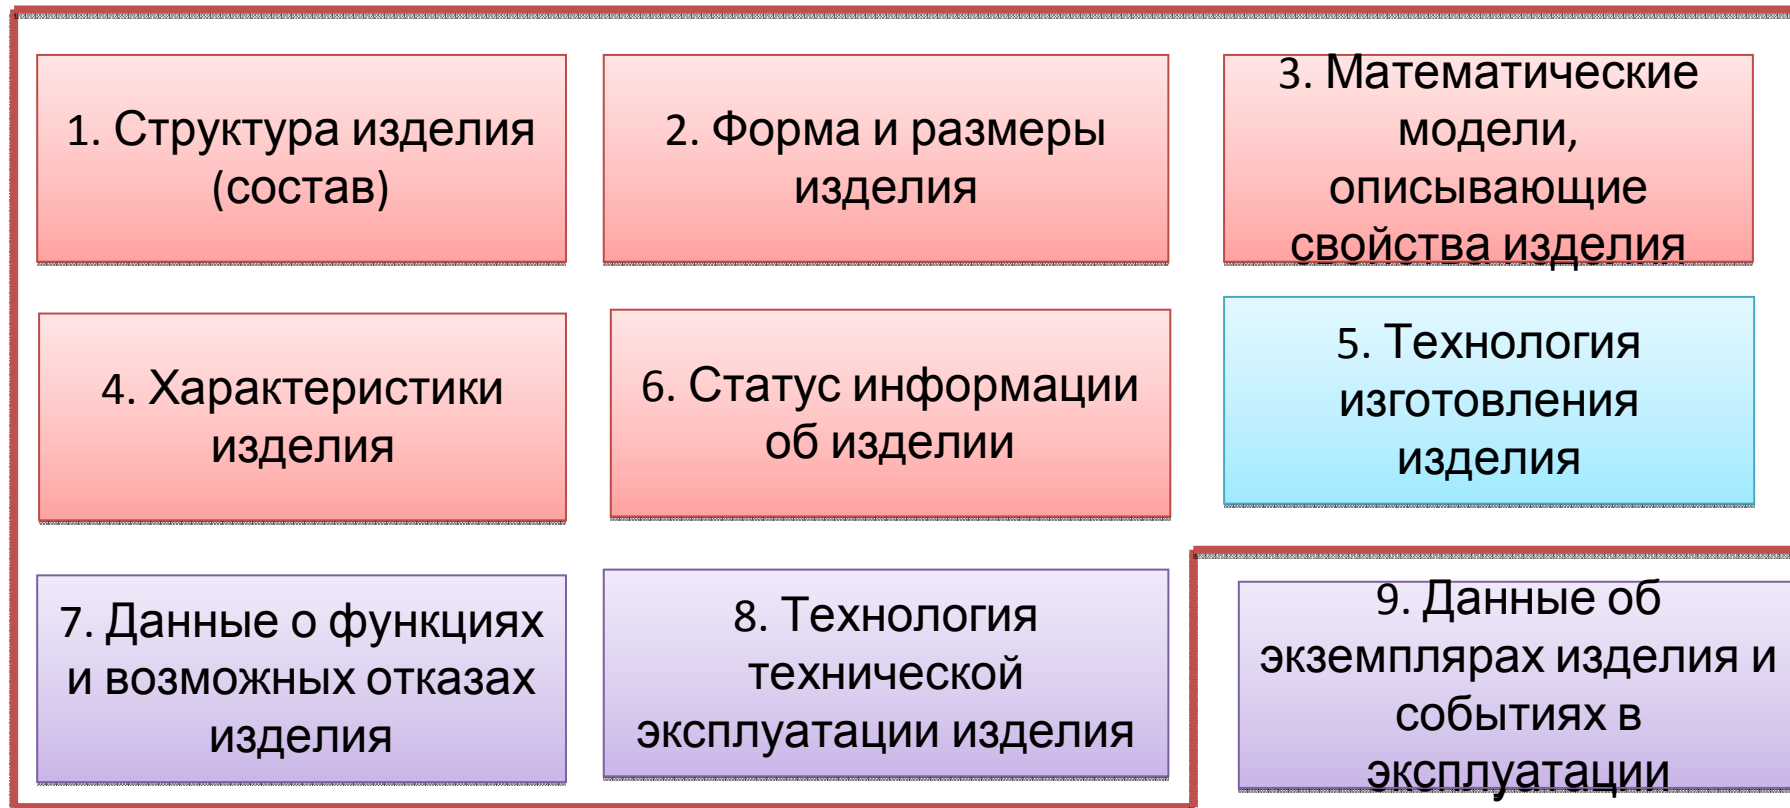 1. Структура изделия
(состав)
2. Форма и размеры
изделия
3. Математические
модели,
описывающие
свойства изделия
4. Характеристики
изделия
6. Статус информации
об изделии
5. Технология
изготовления
изделия
7. Данные о функциях
и возможных отказах
изделия
8. Технология
технической
эксплуатации изделия
9. Данные об
экземплярах изделия и
событиях в
эксплуатации